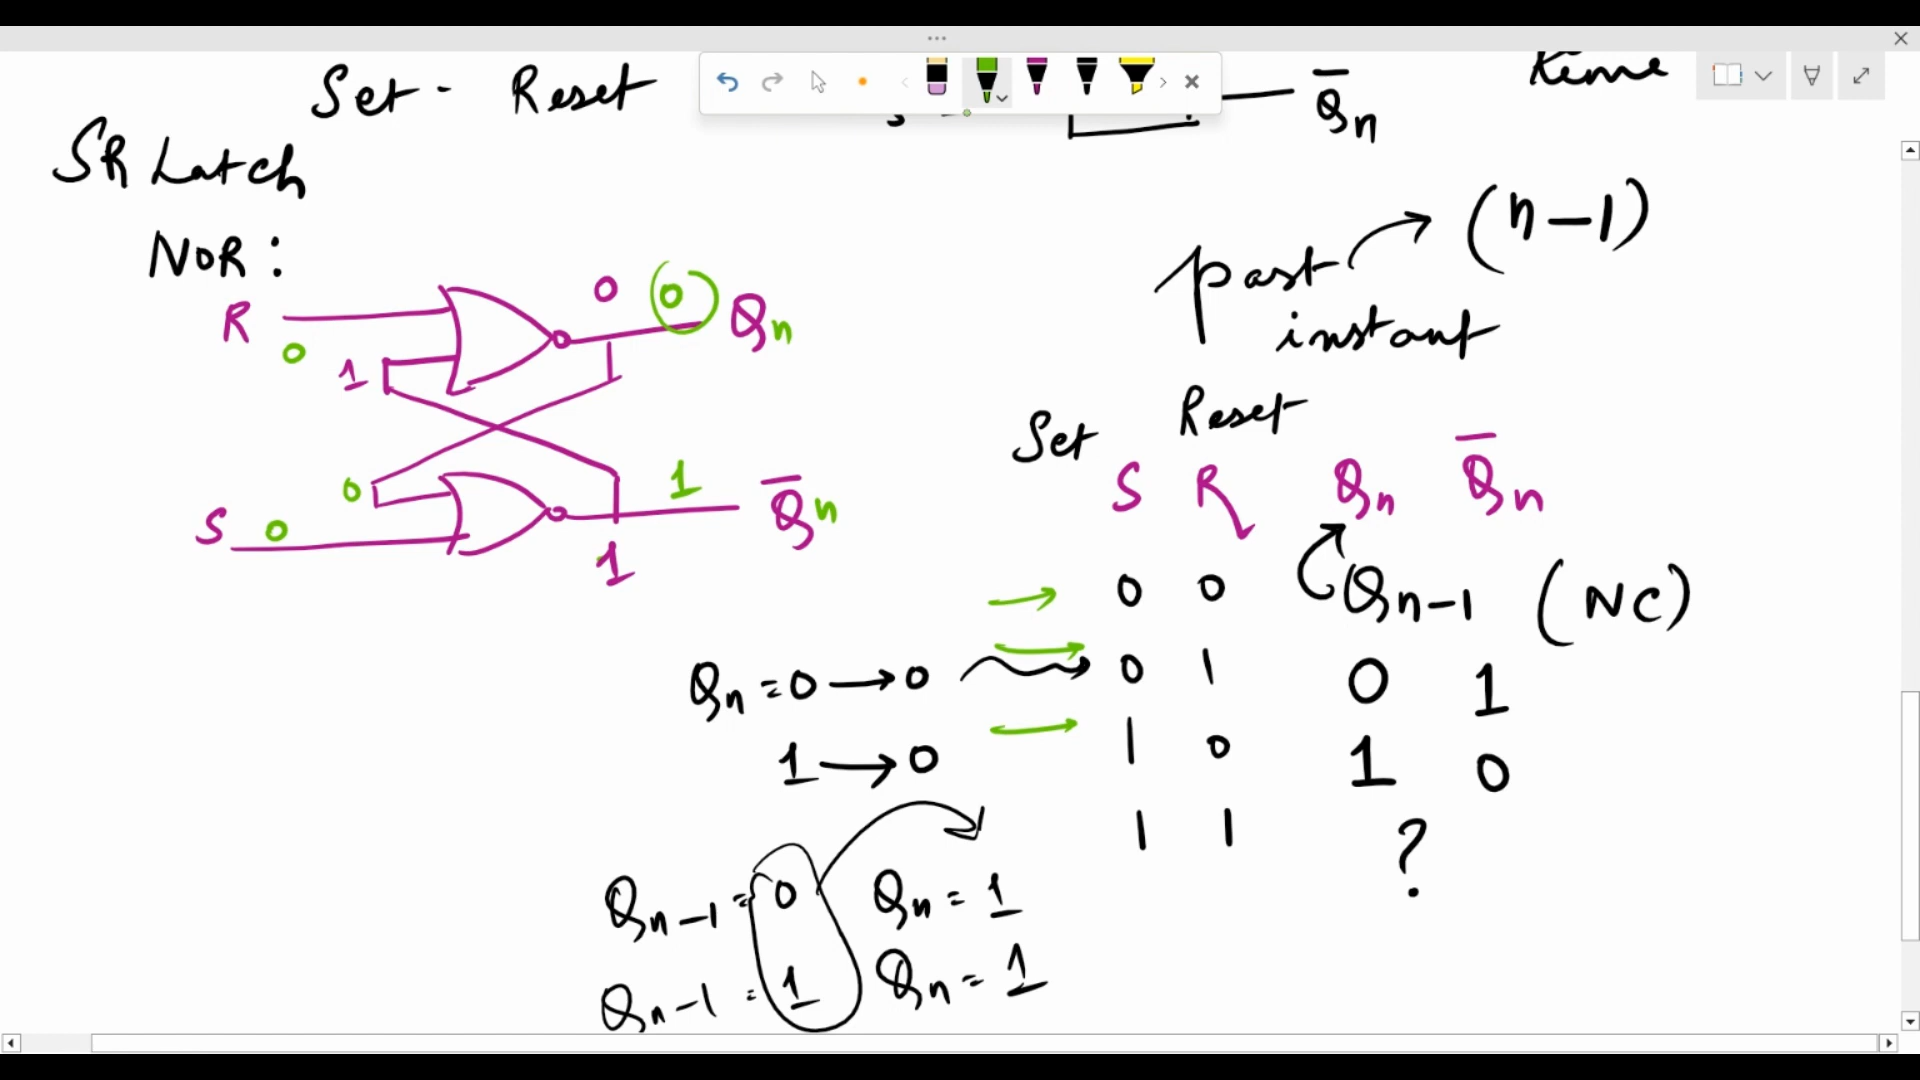 Set - Reset
Time
Q̅n
SR Latch
NOR :
past → (n-1)
instant
R 0 1 0 0 Qn
S 0 0 1 1 Q̅n
Set Reset
S R Qn Q̅n
0 0 Qn-1 (NC)
Qn = 0 → 0 0 1 0 1
1 → 0 1 0 1 0
1 1 ?
Qn-1 = 0 Qn = 1
Qn-1 = 1 Qn = 1